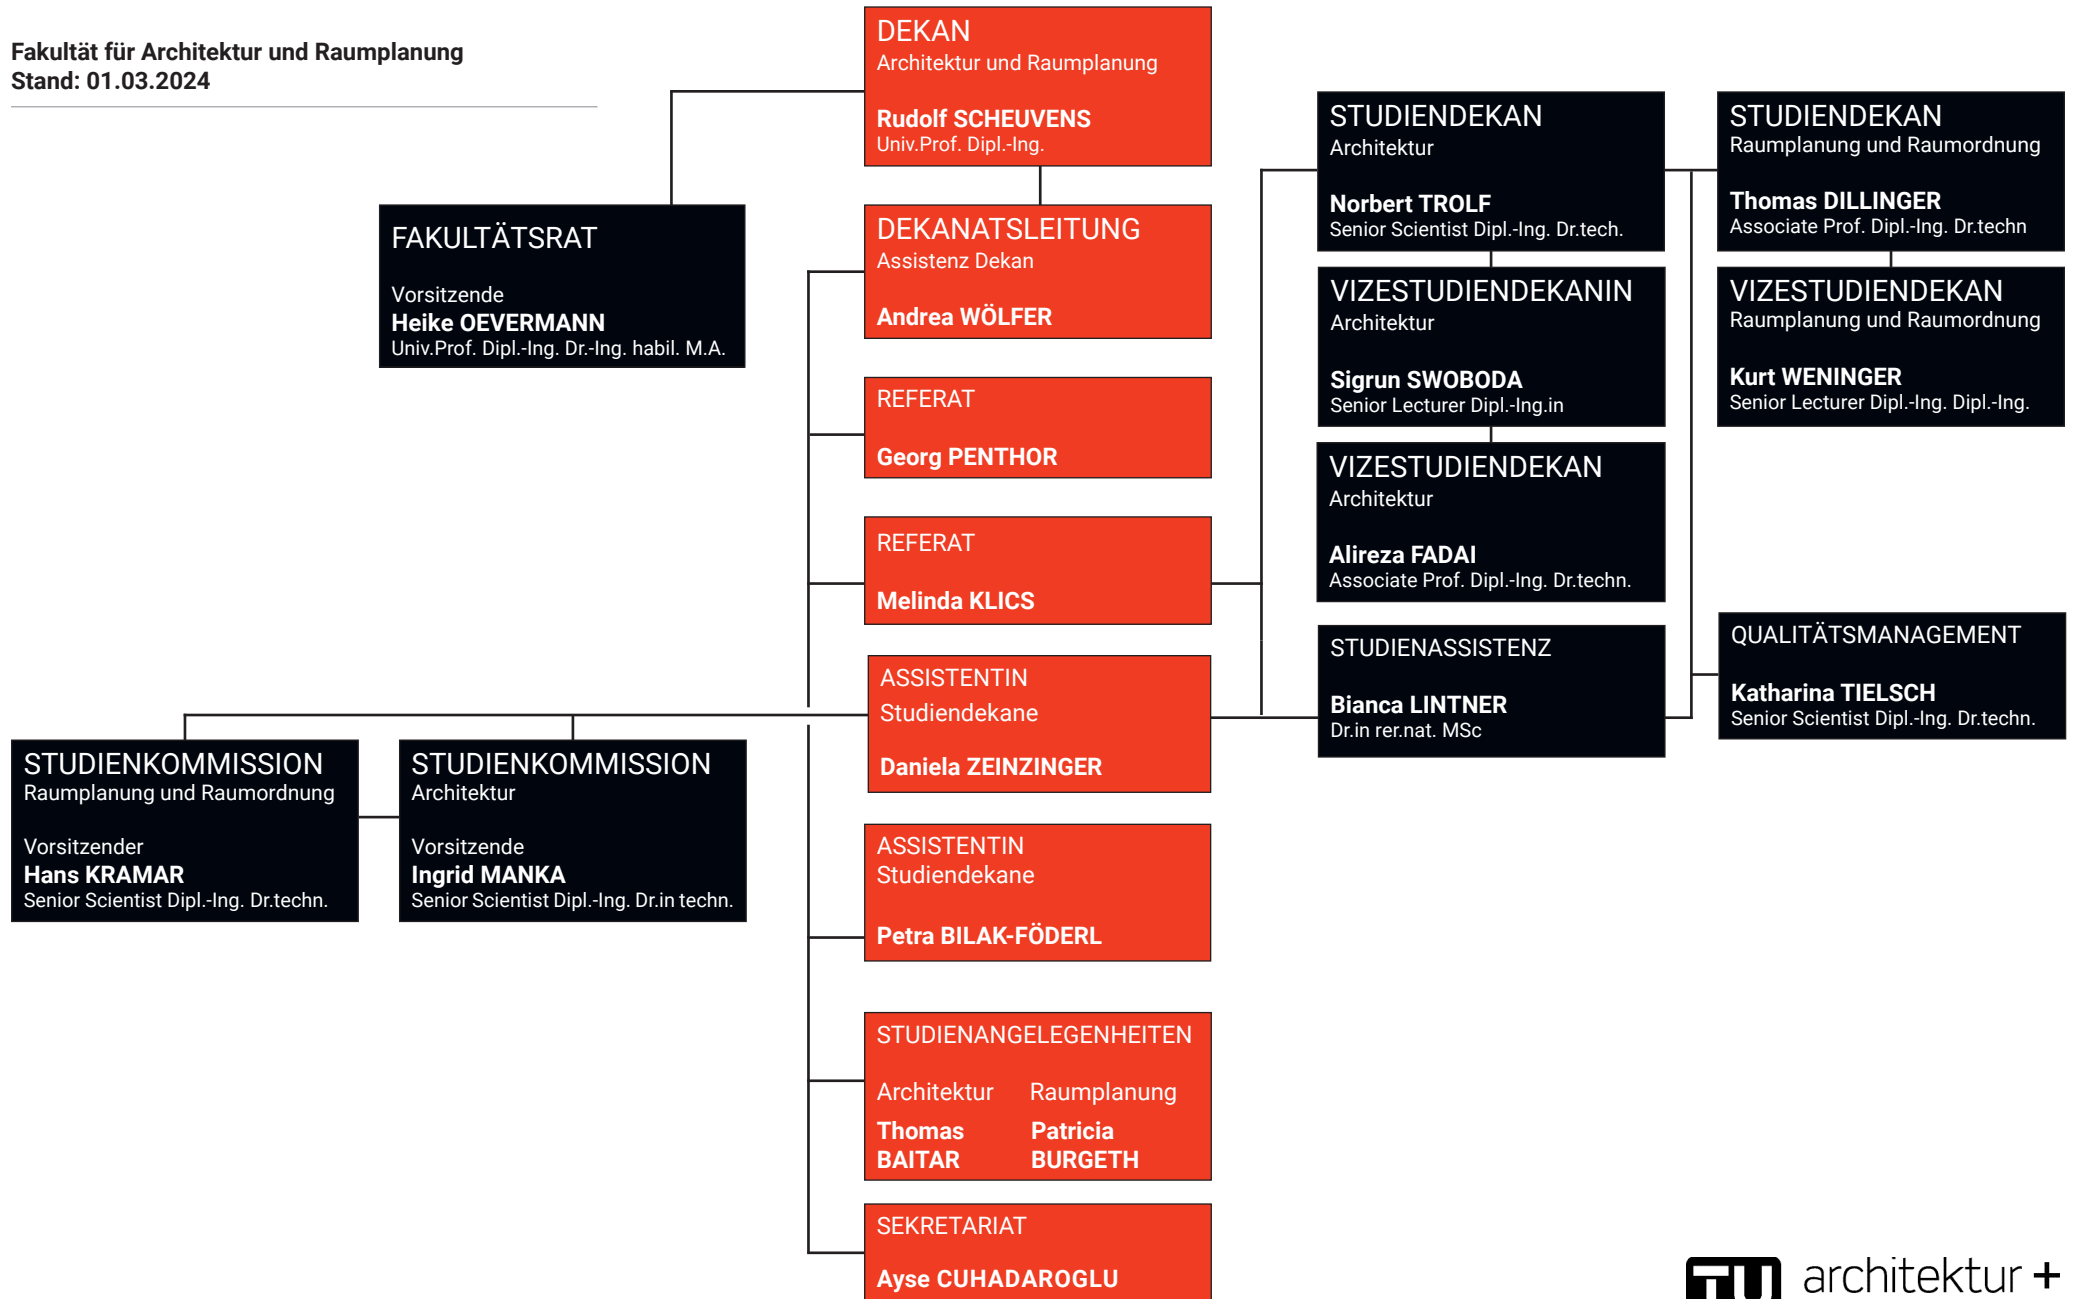 Fakultät für Architektur und Raumplanung
Stand: 01.03.2024
DEKAN
Architektur und Raumplanung
Rudolf SCHEUVENS
Univ.Prof. Dipl.-Ing.
FAKULTÄTSRAT
Vorsitzende
Heike OEVERMANN
Univ.Prof. Dipl.-Ing. Dr.-Ing. habil. M.A.
DEKANATSLEITUNG
Assistenz Dekan
Andrea WÖLFER
REFERAT
Georg PENTHOR
REFERAT
Melinda KLICS
ASSISTENTIN
Studiendekane
Daniela ZEINZINGER
ASSISTENTIN
Studiendekane
Petra BILAK-FÖDERL
STUDIENANGELEGENHEITEN
Architektur Raumplanung
Thomas Patricia
BAITAR BURGETH
SEKRETARIAT
Ayse CUHADAROGLU
STUDIENKOMMISSION
Raumplanung und Raumordnung
Vorsitzender
Hans KRAMAR
Senior Scientist Dipl.-Ing. Dr.techn.
STUDIENKOMMISSION
Architektur
Vorsitzende
Ingrid MANKA
Senior Scientist Dipl.-Ing. Dr.in techn.
STUDIENDEKAN
Architektur
Norbert TROLF
Senior Scientist Dipl.-Ing. Dr.tech.
VIZESTUDIENDEKANIN
Architektur
Sigrun SWOBODA
Senior Lecturer Dipl.-Ing.in
VIZESTUDIENDEKAN
Architektur
Alireza FADAI
Associate Prof. Dipl.-Ing. Dr.techn.
STUDIENASSISTENZ
Bianca LINTNER
Dr.in rer.nat. MSc
STUDIENDEKAN
Raumplanung und Raumordnung
Thomas DILLINGER
Associate Prof. Dipl.-Ing. Dr.techn
VIZESTUDIENDEKAN
Raumplanung und Raumordnung
Kurt WENINGER
Senior Lecturer Dipl.-Ing. Dipl.-Ing.
QUALITÄTSMANAGEMENT
Katharina TIELSCH
Senior Scientist Dipl.-Ing. Dr.techn.
TU architektur +